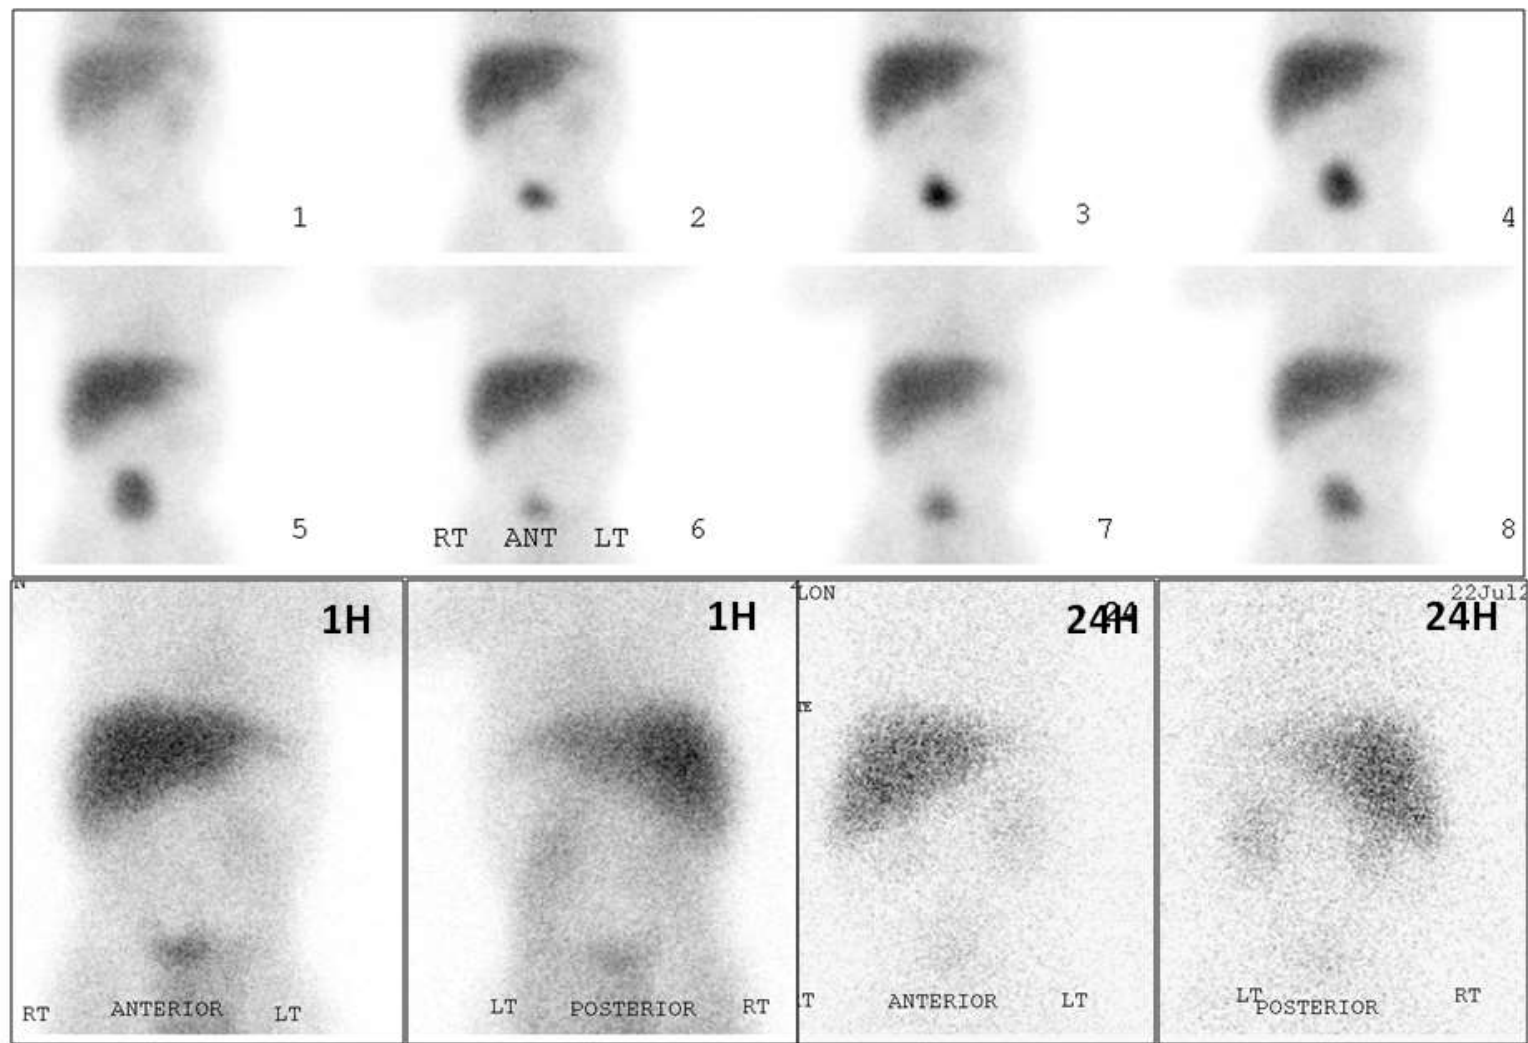 1
2
3
4
5
RT ANT LT
6
7
8
N
1H
1H
LON
24H
22Jul2
24H
RT ANTERIOR LT
LT POSTERIOR RT
ANTERIOR LT
LT POSTERIOR RT